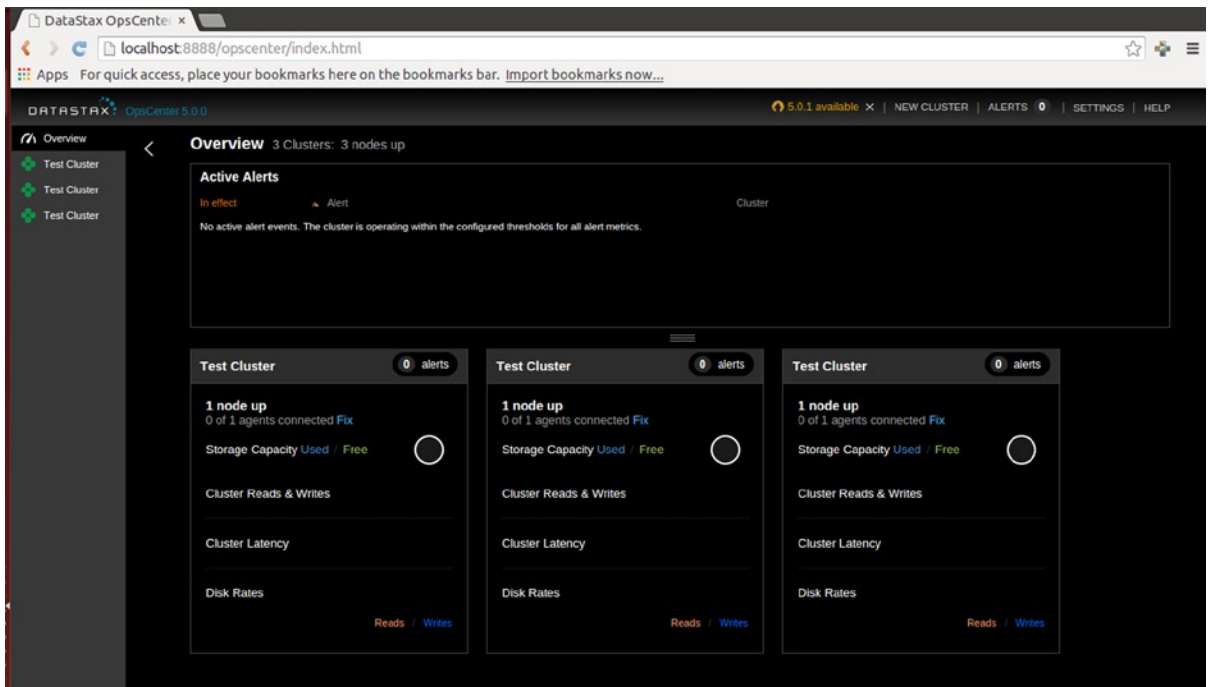 DataStax OpsCenter ×
localhost:8888/opscenter/index.html
Apps For quick access, place your bookmarks here on the bookmarks bar. Import bookmarks now...
DATASTAX OpsCenter 5.0.0
5.0.1 available × | NEW CLUSTER | ALERTS 0 | SETTINGS | HELP
Overview
Test Cluster
Test Cluster
Test Cluster
Overview 3 Clusters: 3 nodes up
Active Alerts
In effect Alert Cluster
No active alert events. The cluster is operating within the configured thresholds for all alert metrics.
Test Cluster 0 alerts
1 node up
0 of 1 agents connected Fix
Storage Capacity Used / Free
Cluster Reads & Writes
Cluster Latency
Disk Rates
Reads / Writes
Test Cluster 0 alerts
1 node up
0 of 1 agents connected Fix
Storage Capacity Used / Free
Cluster Reads & Writes
Cluster Latency
Disk Rates
Reads / Writes
Test Cluster 0 alerts
1 node up
0 of 1 agents connected Fix
Storage Capacity Used / Free
Cluster Reads & Writes
Cluster Latency
Disk Rates
Reads / Writes